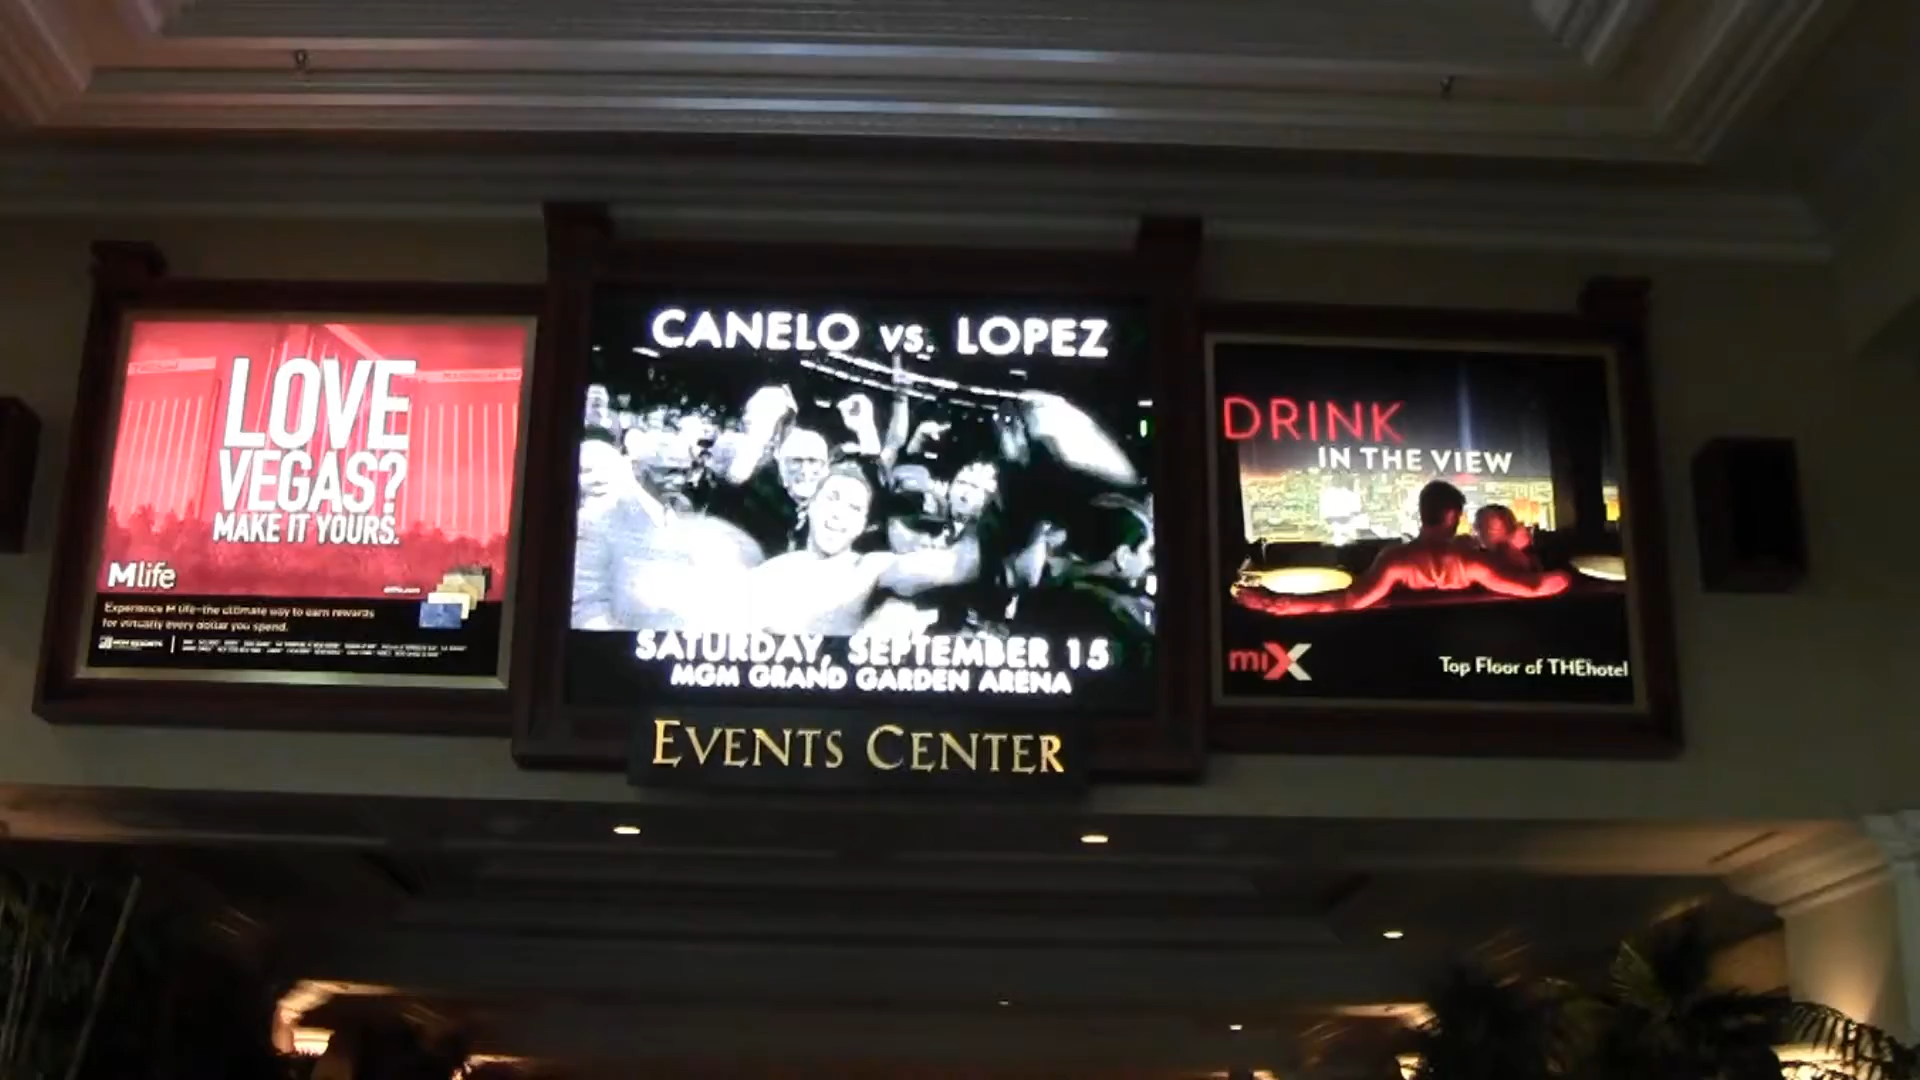 LOVE
VEGAS?
MAKE IT YOURS.
Mlife
Experience M life—the ultimate way to earn rewards
for virtually every dollar you spend.
CANELO VS. LOPEZ
SATURDAY, SEPTEMBER 15
MGM GRAND GARDEN ARENA
EVENTS CENTER
DRINK
IN THE VIEW
miX
Top Floor of THEhotel